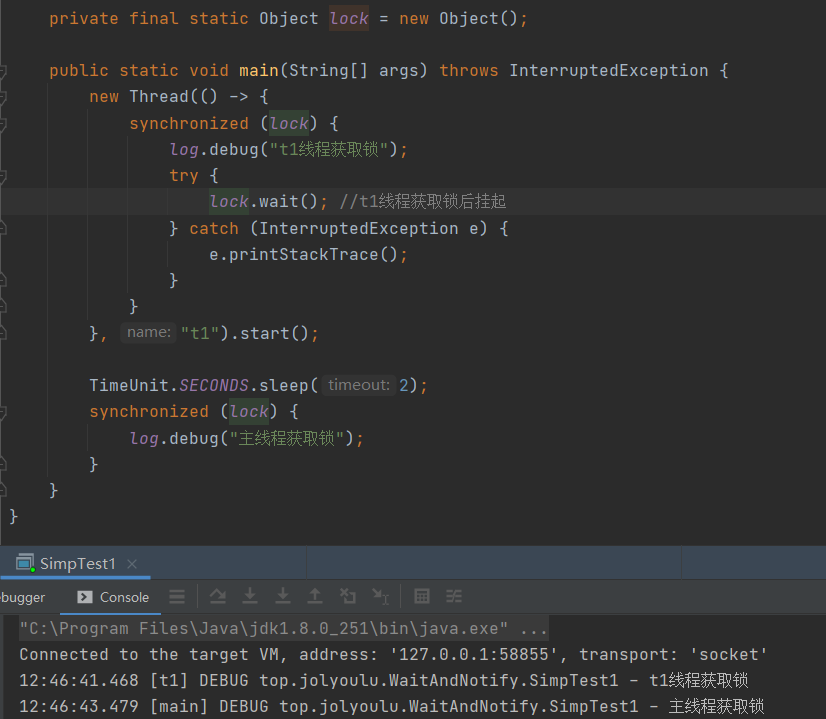 private final static Object lock = new Object();
public static void main(String[] args) throws InterruptedException {
new Thread(() -> {
synchronized (lock) {
log.debug("t1线程获取锁");
try {
lock.wait(); //t1线程获取锁后挂起
} catch (InterruptedException e) {
e.printStackTrace();
}
}
}, name: "t1").start();
TimeUnit.SECONDS.sleep( timeout: 2);
synchronized (lock) {
log.debug("主线程获取锁");
}
}
}
SimpTest1
ebugger Console
"C:\Program Files\Java\jdk1.8.0_251\bin\java.exe" ...
Connected to the target VM, address: '127.0.0.1:58855', transport: 'socket'
12:46:41.468 [t1] DEBUG top.jolyoulu.WaitAndNotify.SimpTest1 - t1线程获取锁
12:46:43.479 [main] DEBUG top.jolyoulu.WaitAndNotify.SimpTest1 - 主线程获取锁